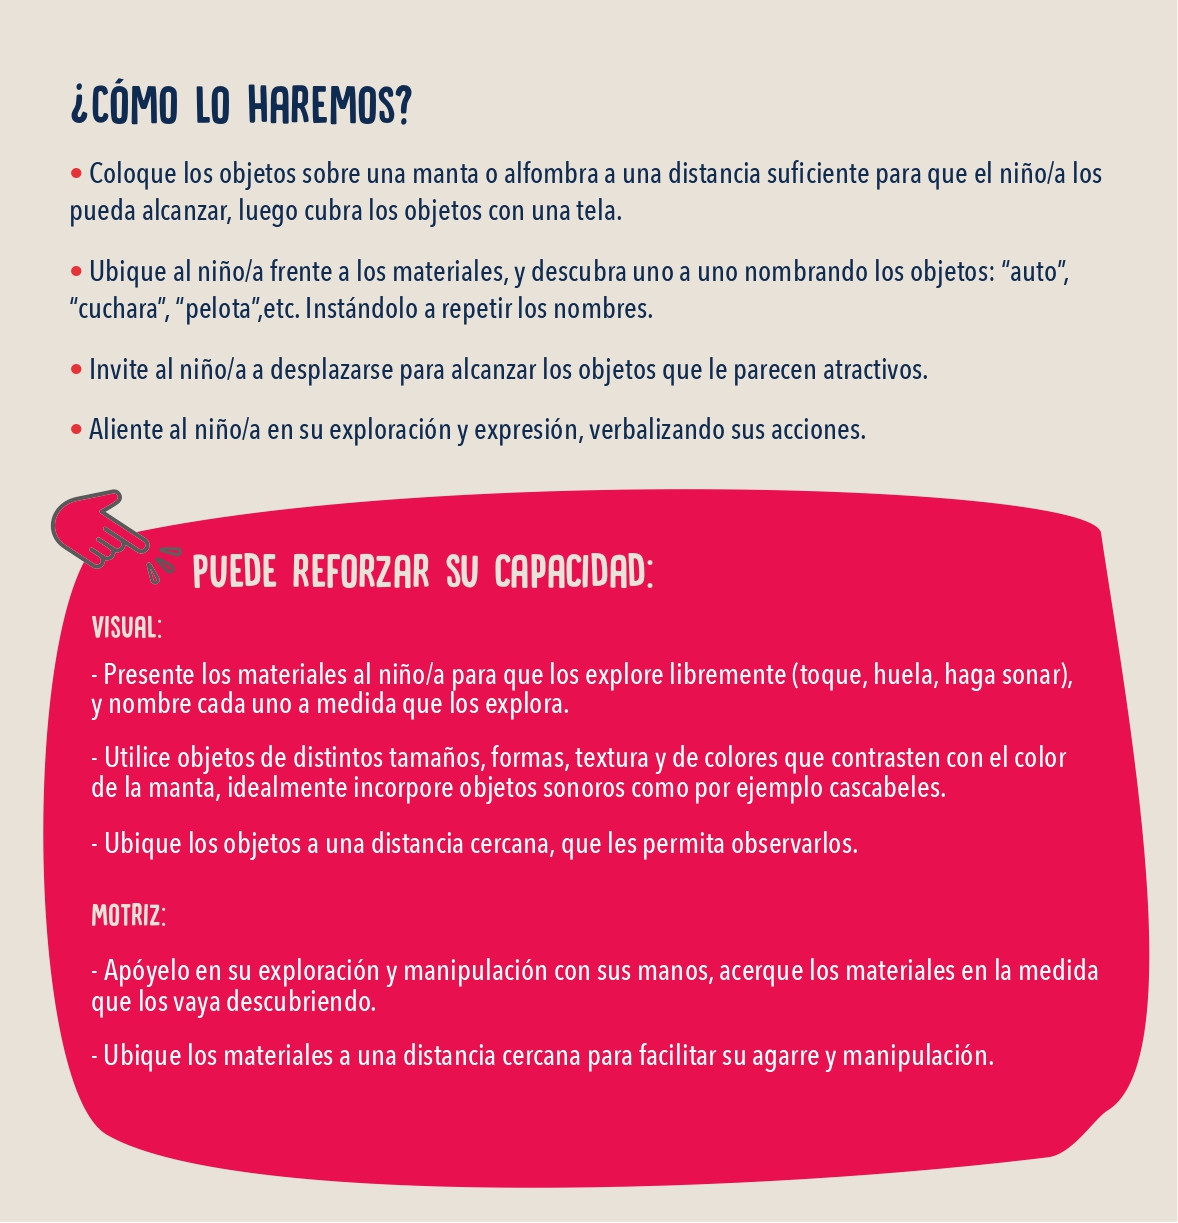 ¿CÓMO LO HAREMOS?
• Coloque los objetos sobre una manta o alfombra a una distancia suficiente para que el niño/a los
pueda alcanzar, luego cubra los objetos con una tela.
• Ubique al niño/a frente a los materiales, y descubra uno a uno nombrando los objetos: “auto”,
“cuchara”, “pelota”,etc. Instándolo a repetir los nombres.
• Invite al niño/a a desplazarse para alcanzar los objetos que le parecen atractivos.
• Aliente al niño/a en su exploración y expresión, verbalizando sus acciones.
PUEDE REFORZAR SU CAPACIDAD:
VISUAL:
- Presente los materiales al niño/a para que los explore libremente (toque, huela, haga sonar),
y nombre cada uno a medida que los explora.
- Utilice objetos de distintos tamaños, formas, textura y de colores que contrasten con el color
de la manta, idealmente incorpore objetos sonoros como por ejemplo cascabeles.
- Ubique los objetos a una distancia cercana, que les permita observarlos.
MOTRIZ:
- Apóyelo en su exploración y manipulación con sus manos, acerque los materiales en la medida
que los vaya descubriendo.
- Ubique los materiales a una distancia cercana para facilitar su agarre y manipulación.